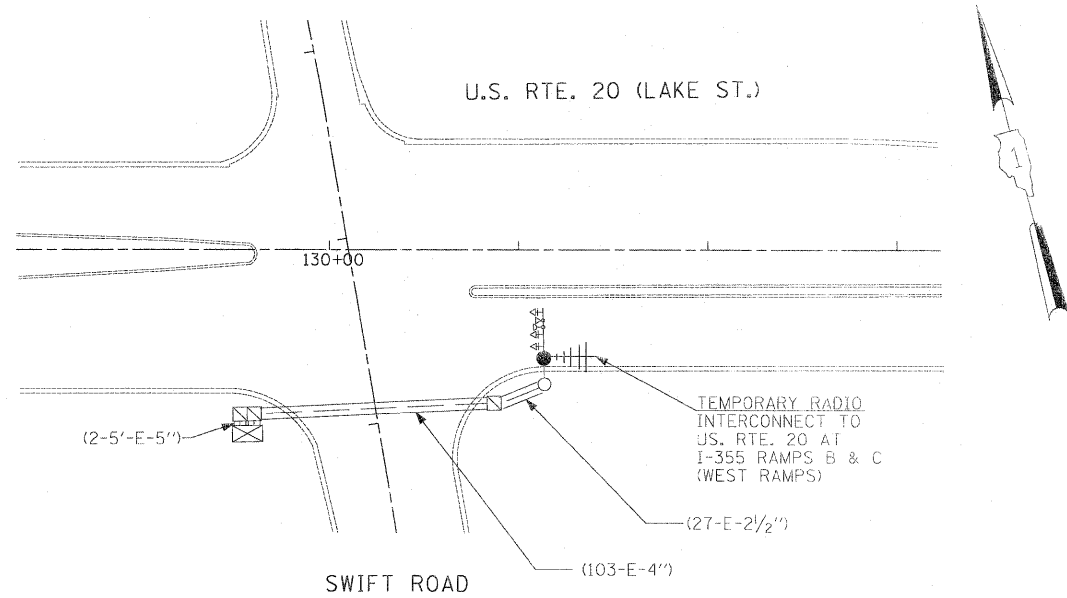 U.S. RTE. 20 (LAKE ST.)
1
130+00
TEMPORARY RADIO
INTERCONNECT TO
US. RTE. 20 AT
I-355 RAMPS B & C
(WEST RAMPS)
(2-5'-E-5")
(27-E-2½")
(103-E-4")
SWIFT ROAD